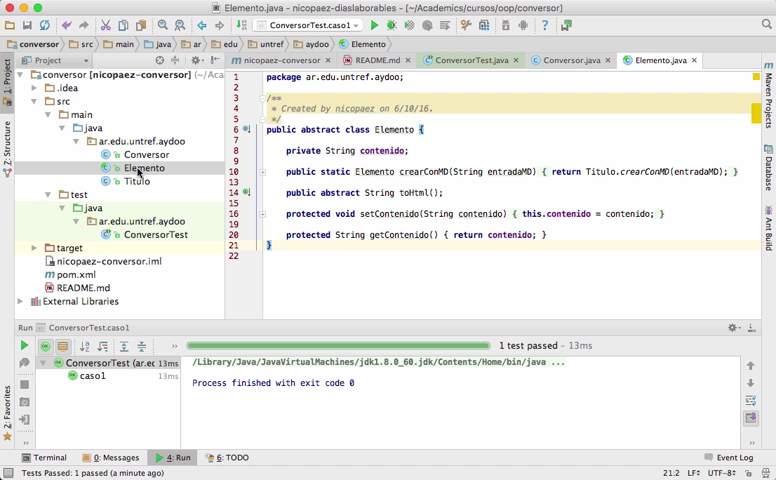 Elemento.java - nicopaez-diaslaborables - [~/Academics/cursos/oop/conversor]
ConversorTest.caso1
conversor
src
main
java
ar
edu
untref
aydoo
Elemento
Project
nicopaez-conversor
README.md
ConversorTest.java
Conversor.java
Elemento.java
1: Project
Z: Structure
2: Favorites
Maven Projects
Database
Ant Build
conversor [nicopaez-conversor] (~/Aca
.idea
src
main
java
ar.edu.untref.aydoo
Conversor
Elemento
Titulo
test
java
ar.edu.untref.aydoo
ConversorTest
target
nicopaez-conversor.iml
pom.xml
README.md
External Libraries
1 package ar.edu.untref.aydoo;
2
3 /**
4 * Created by nicopaez on 6/10/16.
5 */
6 public abstract class Elemento {
7
8 private String contenido;
9
10 public static Elemento crearConMD(String entradaMD) { return Titulo.crearConMD(entradaMD); }
13
14 public abstract String toHtml();
15
16 protected void setContenido(String contenido) { this.contenido = contenido; }
19
20 protected String getContenido() { return contenido; }
21 }
22
Run ConversorTest.caso1
1 test passed - 13ms
ConversorTest (ar.ec 13ms
caso1 13ms
/Library/Java/JavaVirtualMachines/jdk1.8.0_60.jdk/Contents/Home/bin/java ...
Process finished with exit code 0
Terminal
0: Messages
4: Run
6: TODO
Event Log
Tests Passed: 1 passed (a minute ago)
21:2 LF UTF-8